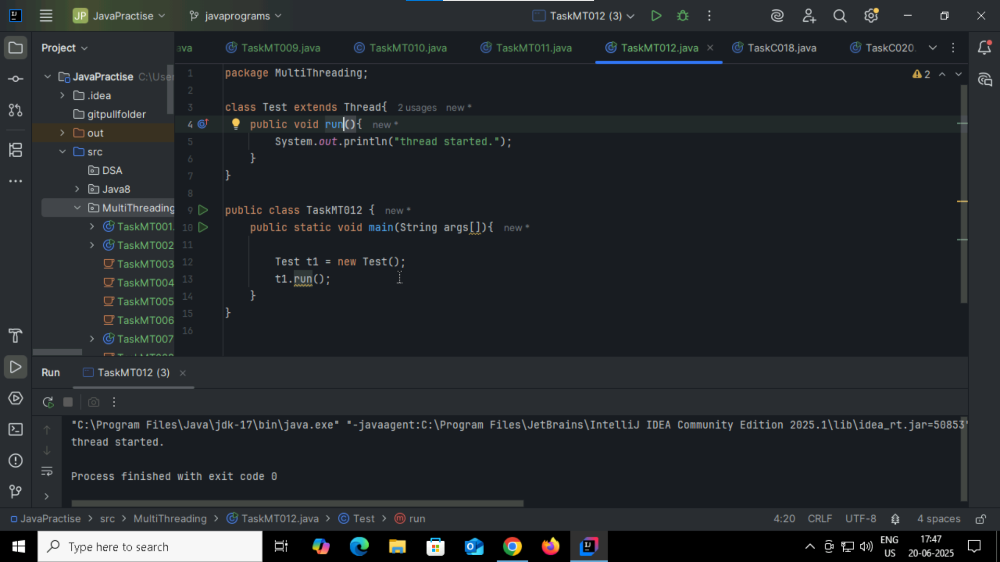 JP JavaPractise javaprograms TaskMT012 (3)
Project
ava TaskMT009.java TaskMT010.java TaskMT011.java TaskMT012.java TaskC018.java TaskC020.
JavaPractise C:\User
.idea
gitpullfolder
out
src
DSA
Java8
MultiThreading
TaskMT001.
TaskMT002
TaskMT003
TaskMT004
TaskMT005
TaskMT006
TaskMT007
2
1 package MultiThreading;
2
3 class Test extends Thread{ 2 usages new *
4 public void run(){ new *
5 System.out.println("thread started.");
6 }
7 }
8
9 public class TaskMT012 { new *
10 public static void main(String args[]){ new *
11
12 Test t1 = new Test();
13 t1.run();
14 }
15 }
16
Run TaskMT012 (3)
"C:\Program Files\Java\jdk-17\bin\java.exe" "-javaagent:C:\Program Files\JetBrains\IntelliJ IDEA Community Edition 2025.1\lib\idea_rt.jar=50853"
thread started.
Process finished with exit code 0
JavaPractise > src > MultiThreading > TaskMT012.java > Test > run 4:20 CRLF UTF-8 4 spaces
Type here to search
ENG
US
17:47
20-06-2025